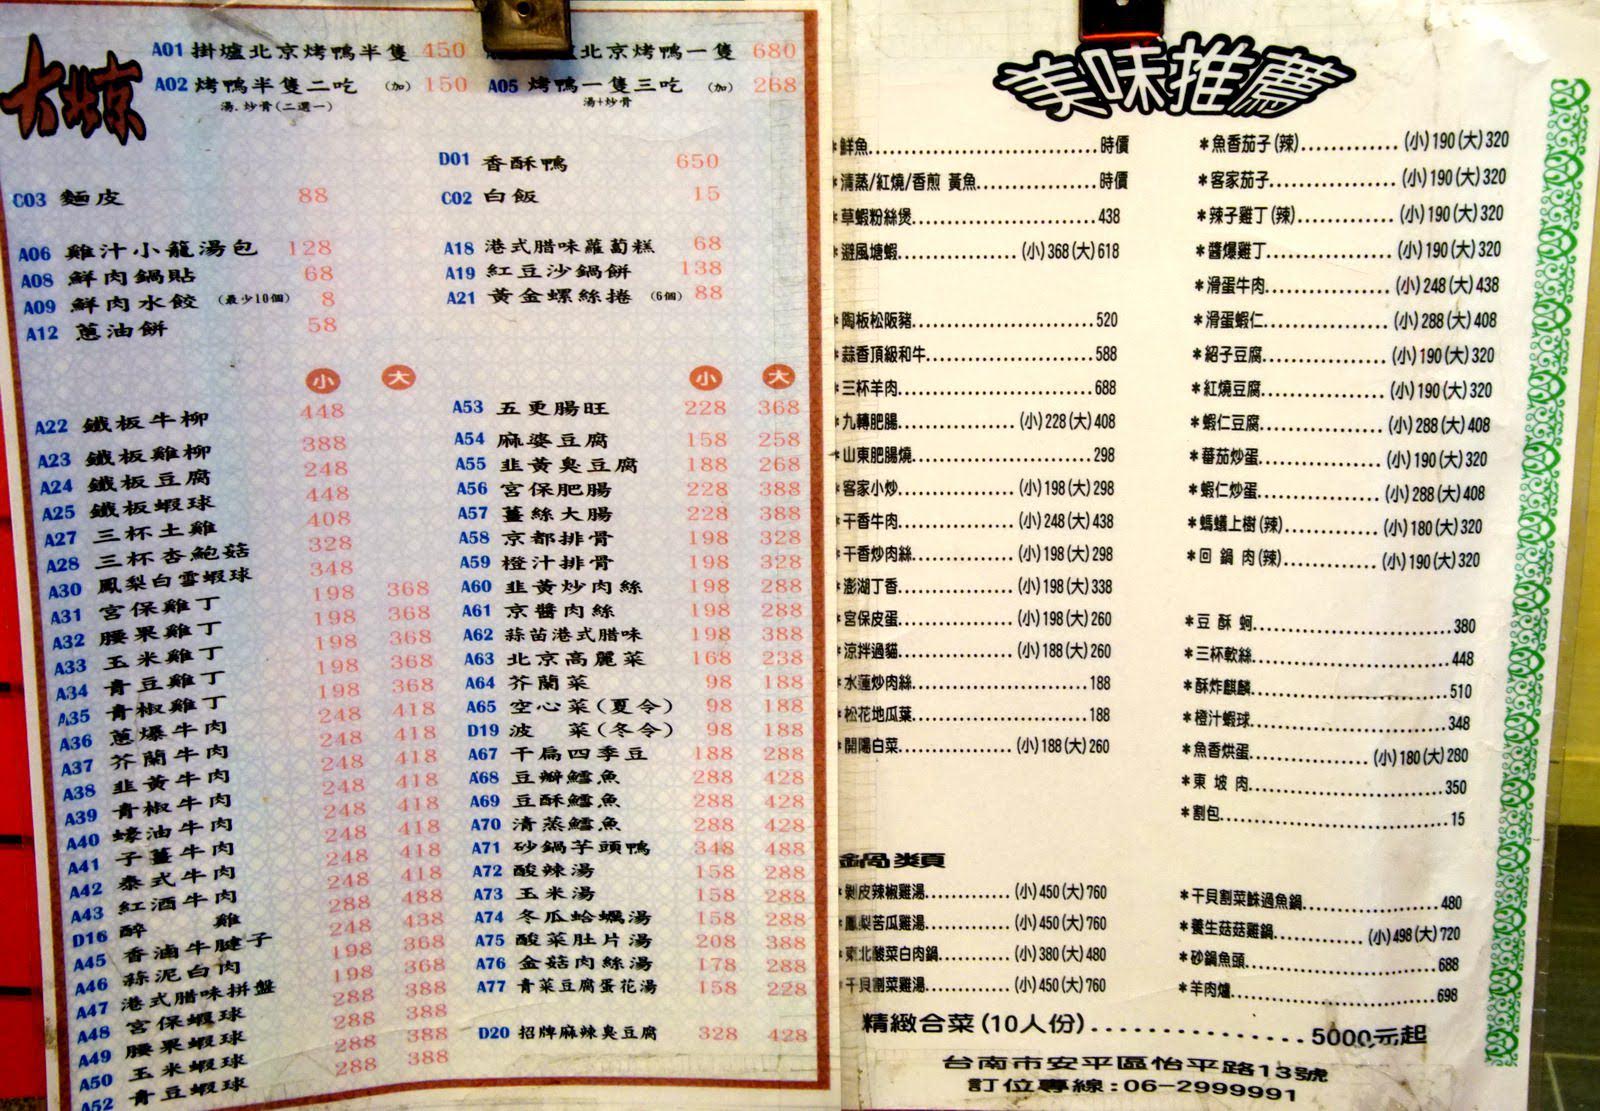 大北京
A01 掛爐北京烤鴨半隻 450
北京烤鴨一隻 680
A02 烤鴨半隻二吃 (加) 150
湯.炒骨(二選一)
A05 烤鴨一隻三吃 (加) 268
湯+炒骨
D01 香酥鴨 650
C03 麵皮 88
C02 白飯 15
A06 雞汁小籠湯包 128
A08 鮮肉鍋貼 68
A09 鮮肉水餃 (最少10個) 8
A12 蔥油餅 58
A18 港式腊味蘿蔔糕 68
A19 紅豆沙鍋餅 138
A21 黃金螺絲捲 (6個) 88
小 大
A22 鐵板牛柳 448
A23 鐵板雞柳 388
A24 鐵板豆腐 248
A25 鐵板蝦球 448
A27 三杯土雞 408
A28 三杯杏鮑菇 328
A30 鳳梨白雪蝦球 348
A31 宮保雞丁 198 368
A32 腰果雞丁 198 368
A33 玉米雞丁 198 368
A34 青豆雞丁 198 368
A35 青椒雞丁 198 368
A36 蔥爆牛肉 248 418
A37 芥蘭牛肉 248 418
A38 韭黃牛肉 248 418
A39 青椒牛肉 248 418
A40 蠔油牛肉 248 418
A41 子薑牛肉 248 418
A42 泰式牛肉 248 418
A43 紅酒牛肉 248 418
D16 醉 雞 288 488
A45 香滷牛腱子 248 438
A46 蒜泥白肉 198 368
A47 港式腊味拼盤 198 368
A48 宮保蝦球 288 388
A49 腰果蝦球 288 388
A50 玉米蝦球 288 388
A52 青豆蝦球 288 388
小 大
A53 五更腸旺 228 368
A54 麻婆豆腐 158 258
A55 韭黃臭豆腐 188 268
A56 宮保肥腸 228 388
A57 薑絲大腸 228 388
A58 京都排骨 198 328
A59 橙汁排骨 198 328
A60 韭黃炒肉絲 198 288
A61 京醬肉絲 198 288
A62 蒜苗港式腊味 198 388
A63 北京高麗菜 168 238
A64 芥蘭菜 98 188
A65 空心菜(夏令) 98 188
D19 波 菜(冬令) 98 188
A67 干扁四季豆 188 288
A68 豆瓣鱈魚 288 428
A69 豆酥鱈魚 288 428
A70 清蒸鱈魚 288 428
A71 砂鍋芋頭鴨 348 488
A72 酸辣湯 158 288
A73 玉米湯 158 288
A74 冬瓜蛤蠣湯 158 288
A75 酸菜肚片湯 208 388
A76 金菇肉絲湯 178 288
A77 青菜豆腐蛋花湯 158 228
D20 招牌麻辣臭豆腐 328 428
美味推薦
*鮮魚................................時價
*清蒸/紅燒/香煎 黃魚................時價
*草蝦粉絲煲..........................438
*避風塘蝦................(小)368(大)618
*陶板松阪豬..........................520
*蒜香頂級和牛........................588
*三杯羊肉............................688
*九轉肥腸................(小)228(大)408
*山東肥腸燒..........................298
*客家小炒................(小)198(大)298
*干香牛肉................(小)248(大)438
*干香炒肉絲..............(小)198(大)298
*澎湖丁香................(小)198(大)338
*宮保皮蛋................(小)198(大)260
*涼拌過貓................(小)188(大)260
*水蓮炒肉絲..........................188
*松花地瓜葉..........................188
*開陽白菜................(小)188(大)260
*魚香茄子(辣).............(小)190(大)320
*客家茄子................(小)190(大)320
*辣子雞丁(辣).............(小)190(大)320
*醬爆雞丁................(小)190(大)320
*滑蛋牛肉................(小)248(大)438
*滑蛋蝦仁................(小)288(大)408
*紹子豆腐................(小)190(大)320
*紅燒豆腐................(小)190(大)320
*蝦仁豆腐................(小)288(大)408
*蕃茄炒蛋................(小)190(大)320
*蝦仁炒蛋................(小)288(大)408
*螞蟻上樹(辣).............(小)180(大)320
*回 鍋 肉(辣).............(小)190(大)320
*豆 酥 蚵............................380
*三杯軟絲............................448
*酥炸麒麟............................510
*橙汁蝦球............................348
*魚香烘蛋................(小)180(大)280
*東 坡 肉............................350
*割包................................15
鍋類
*剝皮辣椒雞湯............(小)450(大)760
*鳳梨苦瓜雞湯............(小)450(大)760
*東北酸菜白肉鍋..........(小)380(大)480
*干貝割菜雞湯............(小)450(大)760
*干貝割菜鮢過魚鍋....................480
*養生菇菇雞鍋............(小)498(大)720
*砂鍋魚頭............................688
*羊肉爐..............................698
精緻合菜(10人份)..............5000元起
台南市安平區怡平路13號
訂位專線:06-2999991